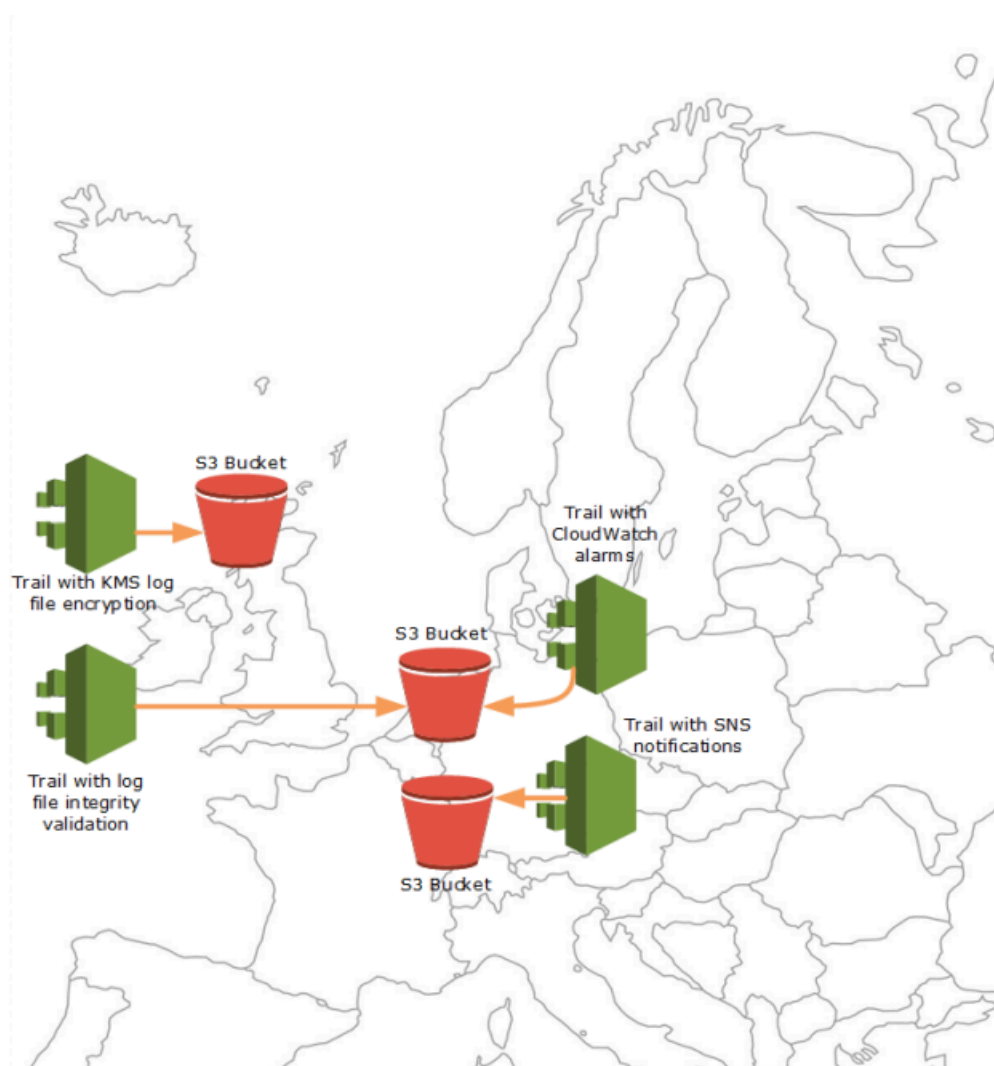 S3 Bucket
Trail with KMS log
file encryption
Trail with
CloudWatch
alarms
S3 Bucket
Trail with SNS
notifications
Trail with log
file integrity
validation
S3 Bucket